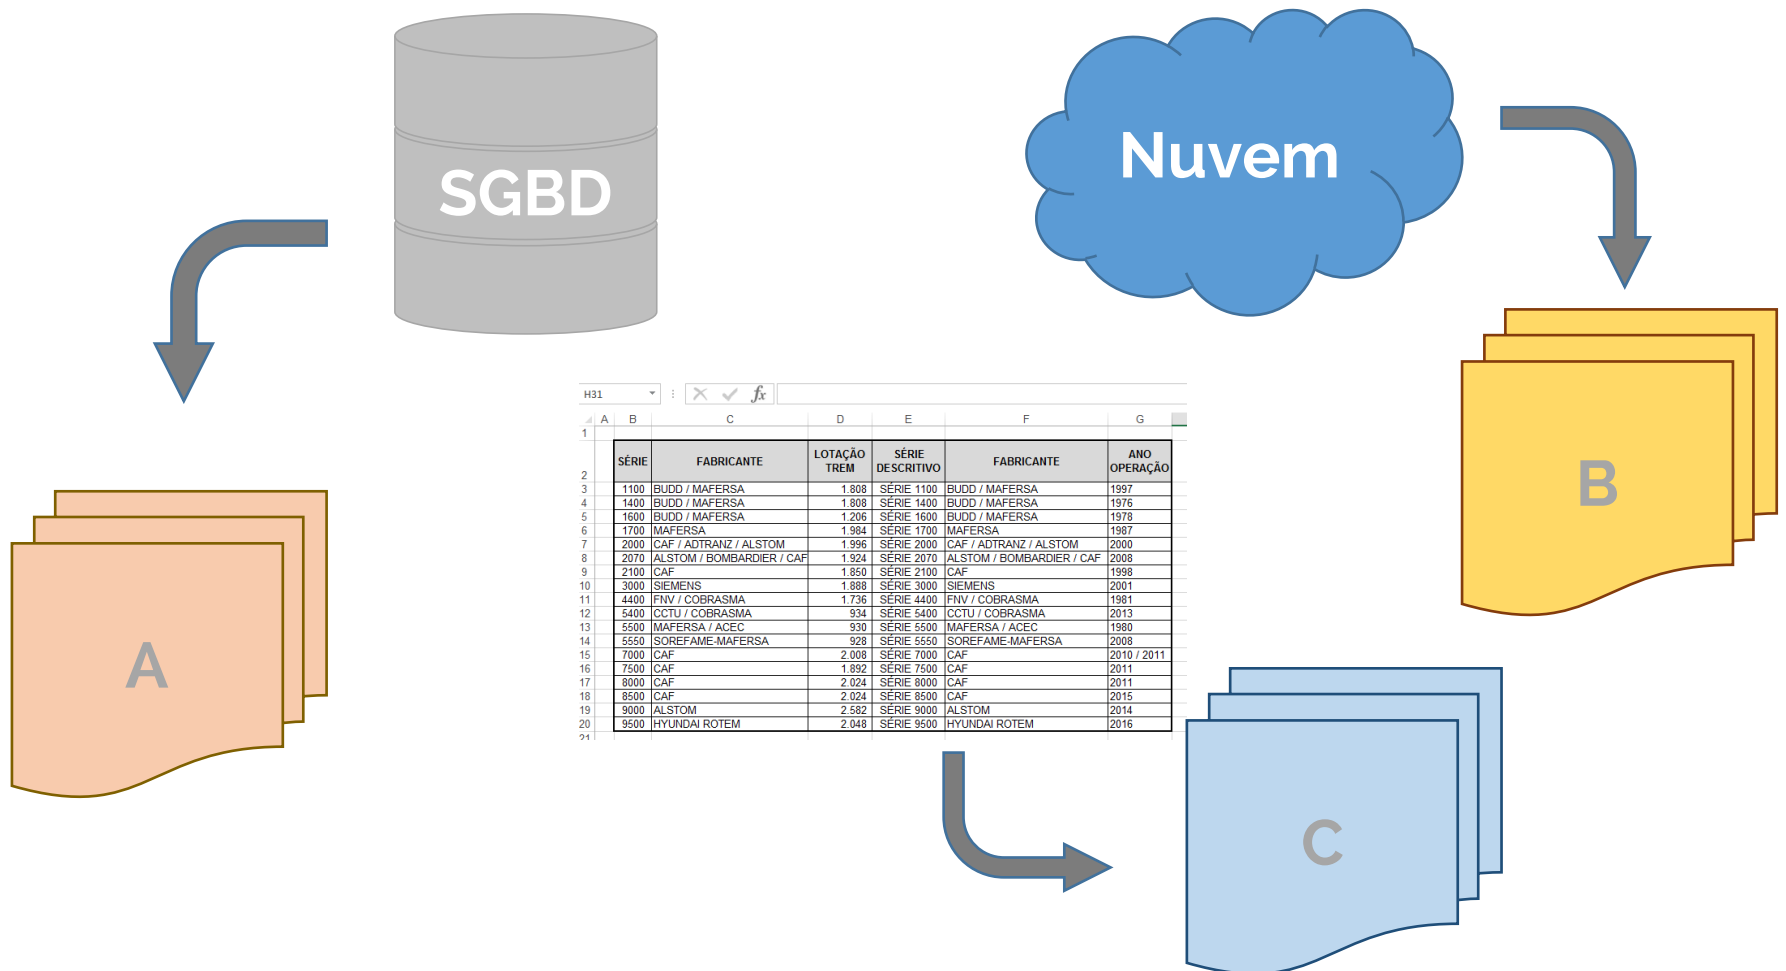 SGBD
Nuvem
H31 fx
A B C D E F G
1
2 SÉRIE FABRICANTE LOTAÇÃO TREM SÉRIE DESCRITIVO FABRICANTE ANO OPERAÇÃO
3 1100 BUDD / MAFERSA 1.808 SÉRIE 1100 BUDD / MAFERSA 1997
4 1400 BUDD / MAFERSA 1.808 SÉRIE 1400 BUDD / MAFERSA 1976
5 1600 BUDD / MAFERSA 1.206 SÉRIE 1600 BUDD / MAFERSA 1978
6 1700 MAFERSA 1.984 SÉRIE 1700 MAFERSA 1987
7 2000 CAF / ADTRANZ / ALSTOM 1.996 SÉRIE 2000 CAF / ADTRANZ / ALSTOM 2000
8 2070 ALSTOM / BOMBARDIER / CAF 1.924 SÉRIE 2070 ALSTOM / BOMBARDIER / CAF 2008
9 2100 CAF 1.850 SÉRIE 2100 CAF 1998
10 3000 SIEMENS 1.888 SÉRIE 3000 SIEMENS 2001
11 4400 FNV / COBRASMA 1.736 SÉRIE 4400 FNV / COBRASMA 1981
12 5400 CCTU / COBRASMA 934 SÉRIE 5400 CCTU / COBRASMA 2013
13 5500 MAFERSA / ACEC 930 SÉRIE 5500 MAFERSA / ACEC 1980
14 5550 SOREFAME-MAFERSA 928 SÉRIE 5550 SOREFAME-MAFERSA 2008
15 7000 CAF 2.008 SÉRIE 7000 CAF 2010 / 2011
16 7500 CAF 1.892 SÉRIE 7500 CAF 2011
17 8000 CAF 2.024 SÉRIE 8000 CAF 2011
18 8500 CAF 2.024 SÉRIE 8500 CAF 2015
19 9000 ALSTOM 2.582 SÉRIE 9000 ALSTOM 2014
20 9500 HYUNDAI ROTEM 2.048 SÉRIE 9500 HYUNDAI ROTEM 2016
21
B
A
C